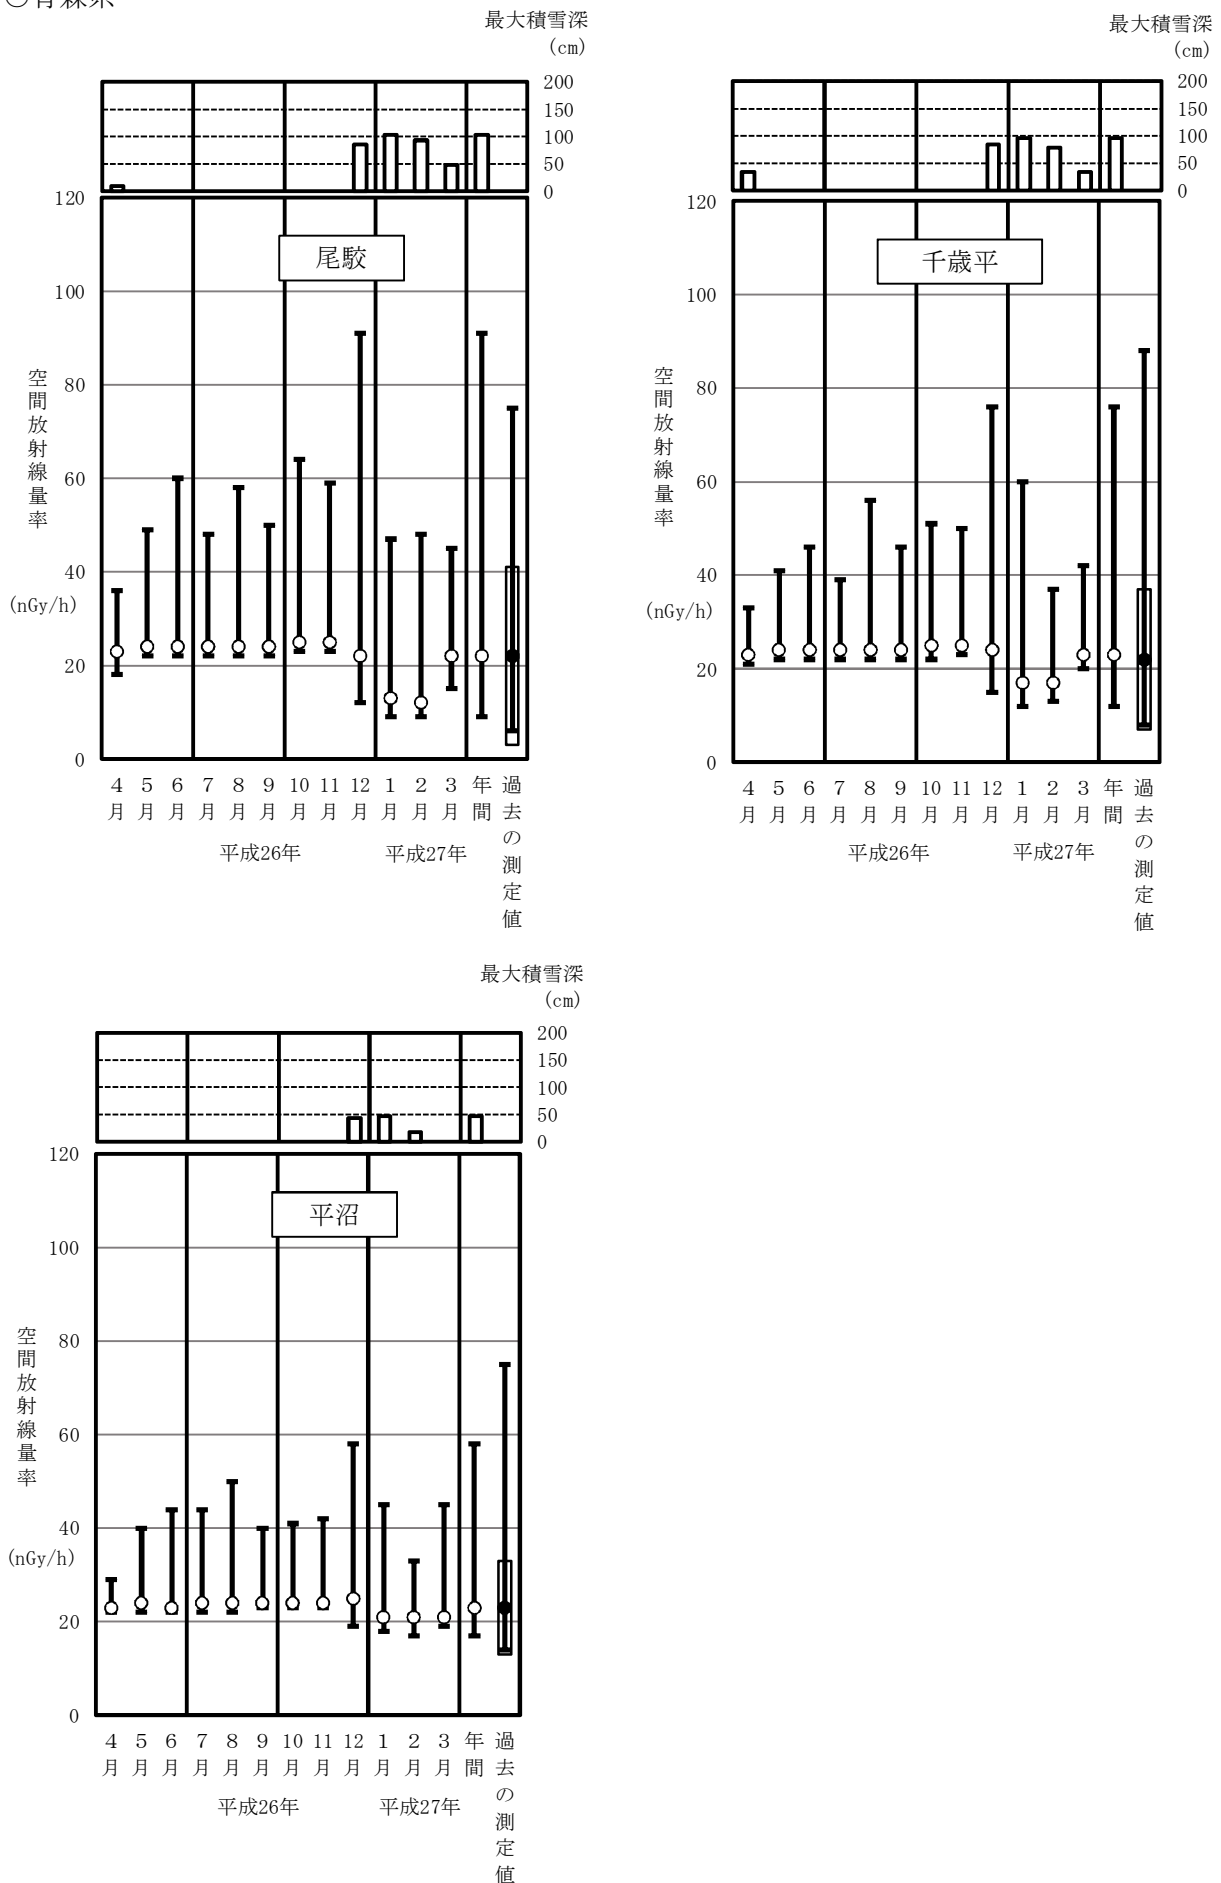 ○青森県
最大積雪深
(cm)
200
150
100
50
0
120
100
80
60
40
20
0
尾駮
空間放射線量率
(nGy/h)
4月 5月 6月 7月 8月 9月 10月 11月 12月 1月 2月 3月 年間 過去の測定値
平成26年 平成27年
最大積雪深
(cm)
200
150
100
50
0
120
100
80
60
40
20
0
千歳平
空間放射線量率
(nGy/h)
4月 5月 6月 7月 8月 9月 10月 11月 12月 1月 2月 3月 年間 過去の測定値
平成26年 平成27年
最大積雪深
(cm)
200
150
100
50
0
120
100
80
60
40
20
0
平沼
空間放射線量率
(nGy/h)
4月 5月 6月 7月 8月 9月 10月 11月 12月 1月 2月 3月 年間 過去の測定値
平成26年 平成27年